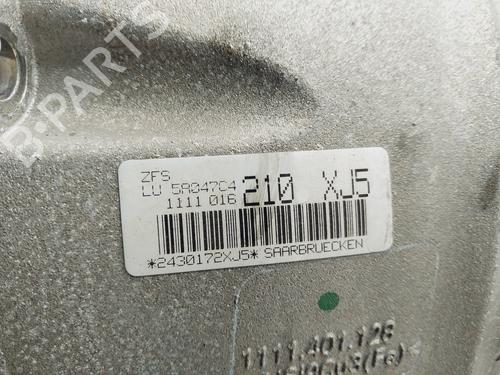 B-PARTS
ZFS
LU 5A847C4
1111 016 210 XJ5
*2430172XJ5* SAARBRUECKEN
1111.401.128